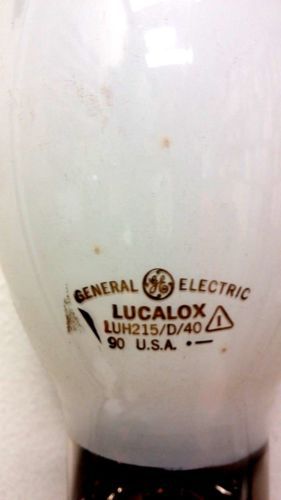 GENERAL GE ELECTRIC
LUCALOX
LUH215/D/40
90 U.S.A.